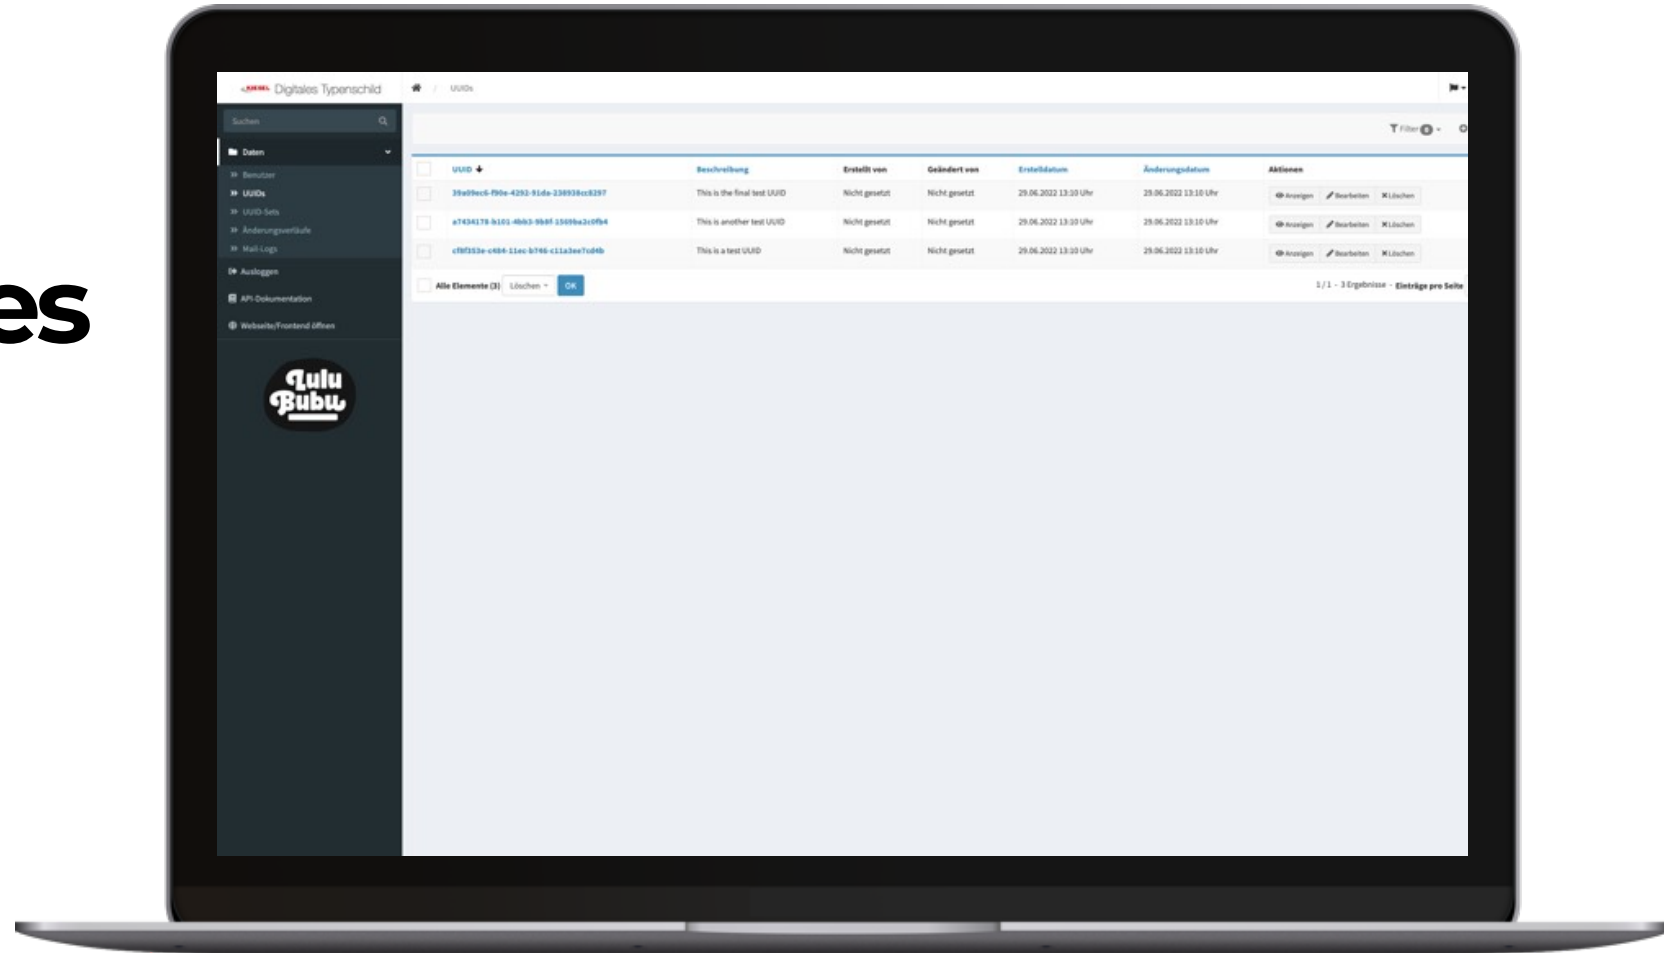 es
Digitales Typenschild
/ UUIDs
Suchen
Filter
Daten
Benutzer
UUIDs
UUID-Sets
Änderungsverläufe
Mail-Logs
Ausloggen
API-Dokumentation
Webseite/Frontend öffnen
Lulu
Bubu
UUID Beschreibung Erstellt von Geändert von Erstelldatum Änderungsdatum Aktionen
This is the final test UUID Nicht gesetzt Nicht gesetzt 29.06.2022 13:10 Uhr 29.06.2022 13:10 Uhr Anzeigen Bearbeiten Löschen
This is another test UUID Nicht gesetzt Nicht gesetzt 29.06.2022 13:10 Uhr 29.06.2022 13:10 Uhr Anzeigen Bearbeiten Löschen
This is a test UUID Nicht gesetzt Nicht gesetzt 29.06.2022 13:10 Uhr 29.06.2022 13:10 Uhr Anzeigen Bearbeiten Löschen
Alle Elemente (3) Löschen OK 1 / 1 - 3 Ergebnisse - Einträge pro Seite